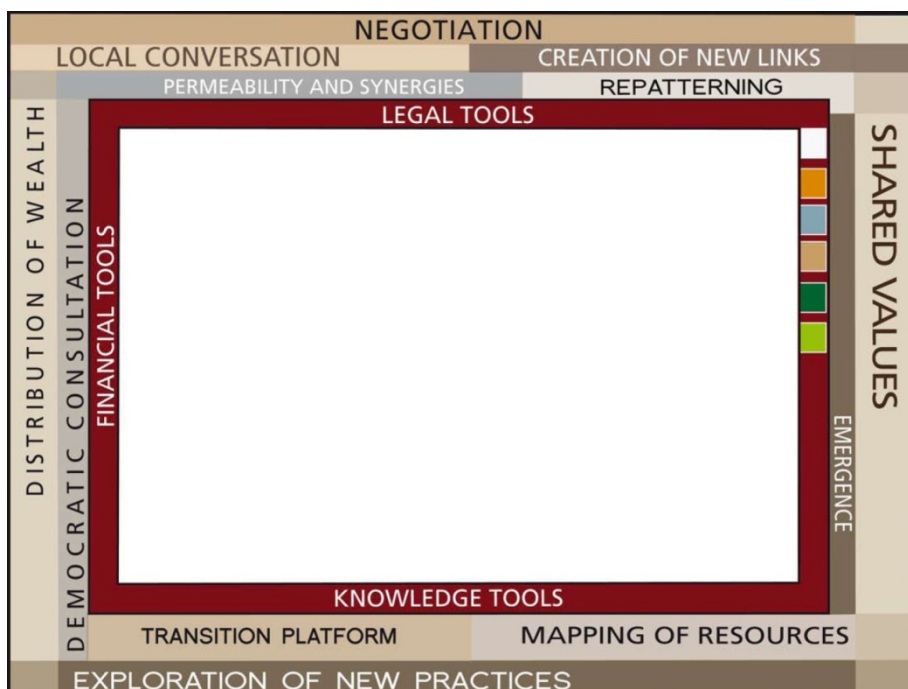 NEGOTIATION
LOCAL CONVERSATION
CREATION OF NEW LINKS
PERMEABILITY AND SYNERGIES
REPATTERNING
LEGAL TOOLS
DISTRIBUTION OF WEALTH
DEMOCRATIC CONSULTATION
FINANCIAL TOOLS
EMERGENCE
SHARED VALUES
KNOWLEDGE TOOLS
TRANSITION PLATFORM
MAPPING OF RESOURCES
EXPLORATION OF NEW PRACTICES